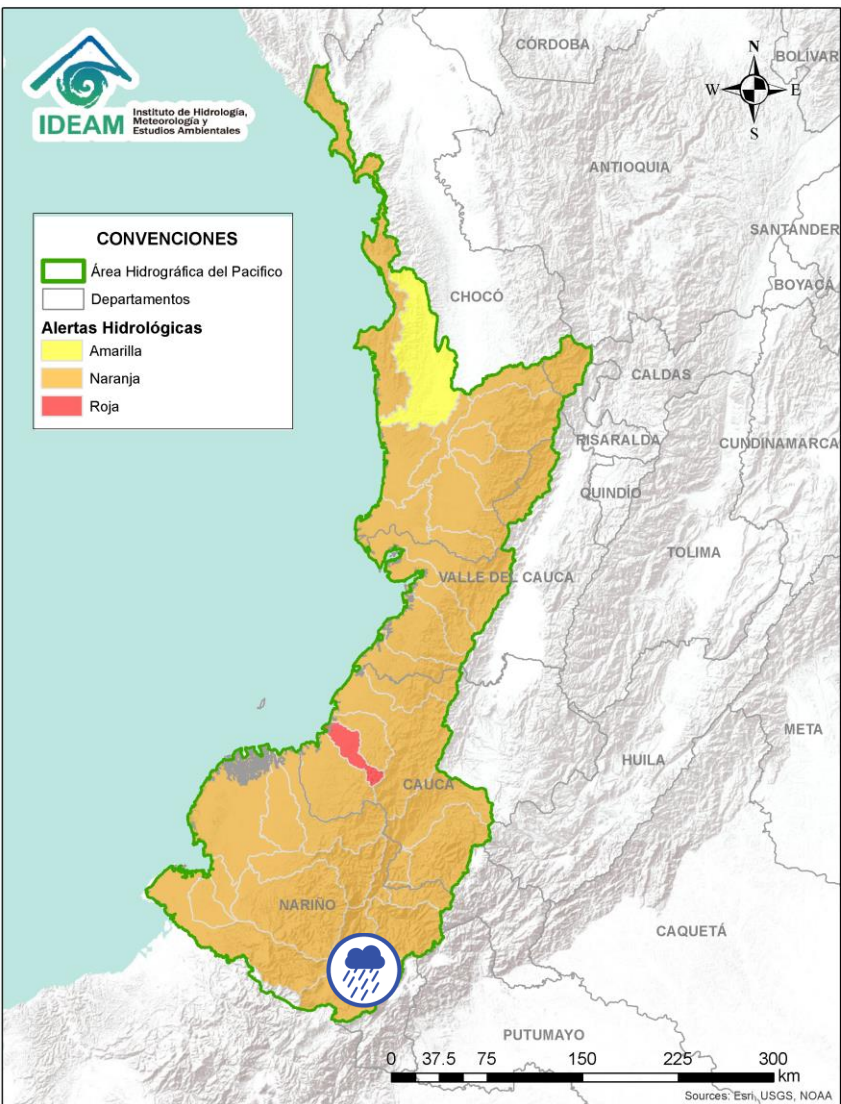 IDEAM
Instituto de Hidrología,
Meteorología y
Estudios Ambientales
N
W
E
S
CÓRDOBA
BOLÍVAR
ANTIOQUIA
SANTANDER
BOYACÁ
CHOCÓ
CALDAS
RISARALDA
CUNDINAMARCA
QUINDÍO
TOLIMA
VALLE DEL CAUCA
META
HUILA
CAUCA
NARIÑO
CAQUETÁ
PUTUMAYO
CONVENCIONES
Área Hidrográfica del Pacifico
Departamentos
Alertas Hidrológicas
Amarilla
Naranja
Roja
0 37.5 75 150 225 300
km
Sources: Esri, USGS, NOAA